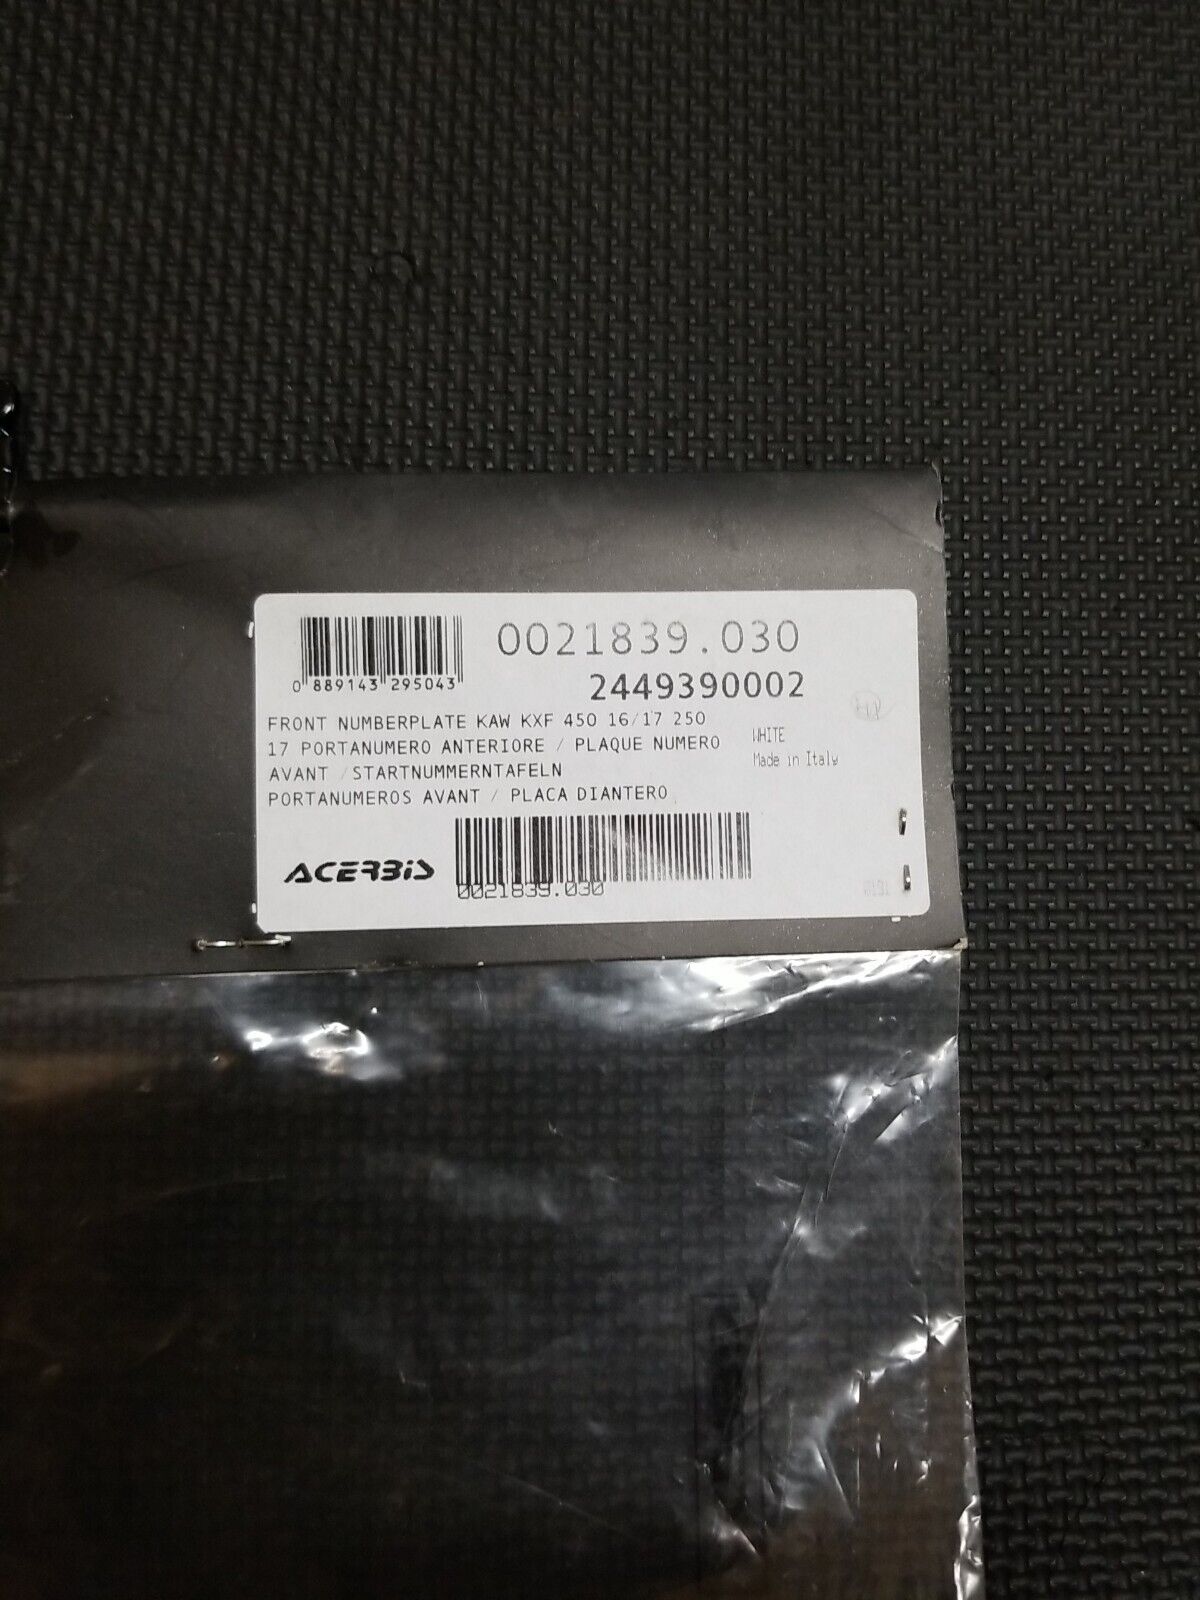 0021839.030
0 889143 295043
2449390002
FRONT NUMBERPLATE KAW KXF 450 16/17 250
17 PORTANUMERO ANTERIORE / PLAQUE NUMERO
AVANT /STARTNUMMERNTAFELN
PORTANUMEROS AVANT / PLACA DIANTERO
WHITE
Made in Italy
ACERBIS
0021839.030